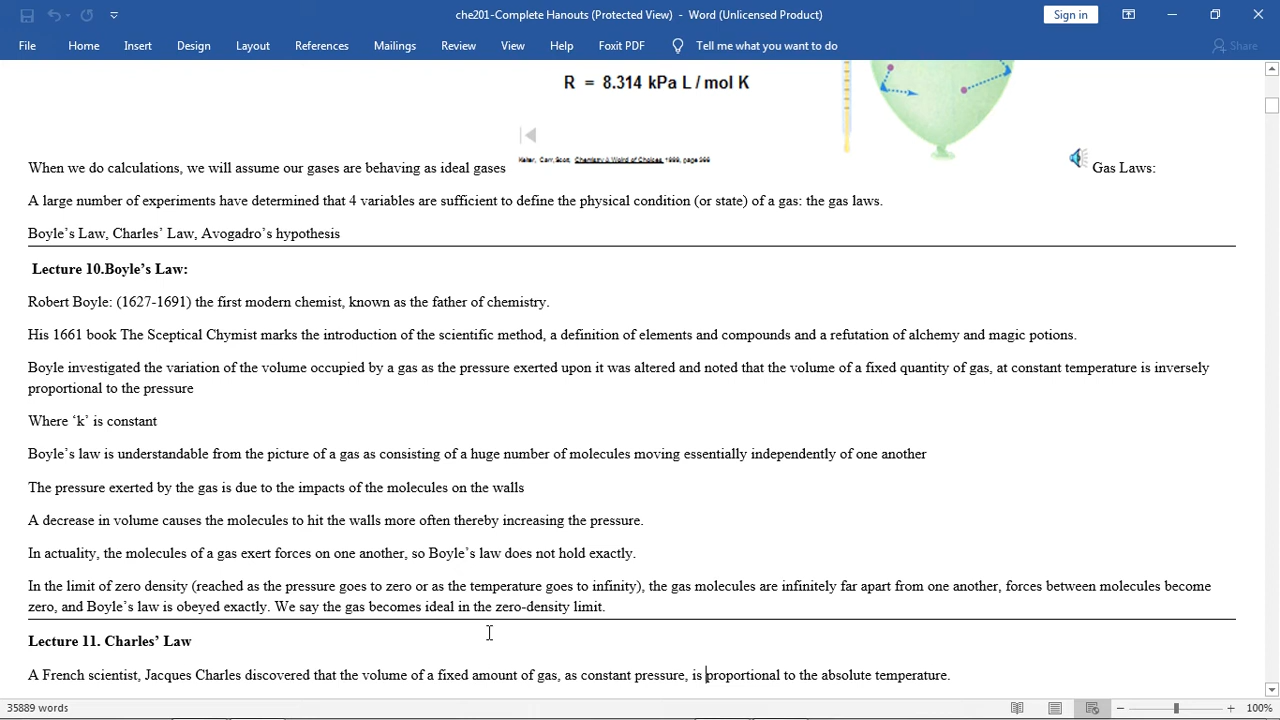 che201-Complete Hanouts (Protected View) - Word (Unlicensed Product)
Sign in
File Home Insert Design Layout References Mailings Review View Help Foxit PDF Tell me what you want to do Share
R = 8.314 kPa L / mol K
When we do calculations, we will assume our gases are behaving as ideal gases Gas Laws:
A large number of experiments have determined that 4 variables are sufficient to define the physical condition (or state) of a gas: the gas laws.
Boyle’s Law, Charles’ Law, Avogadro’s hypothesis
Lecture 10.Boyle’s Law:
Robert Boyle: (1627-1691) the first modern chemist, known as the father of chemistry.
His 1661 book The Sceptical Chymist marks the introduction of the scientific method, a definition of elements and compounds and a refutation of alchemy and magic potions.
Boyle investigated the variation of the volume occupied by a gas as the pressure exerted upon it was altered and noted that the volume of a fixed quantity of gas, at constant temperature is inversely
proportional to the pressure
Where ‘k’ is constant
Boyle’s law is understandable from the picture of a gas as consisting of a huge number of molecules moving essentially independently of one another
The pressure exerted by the gas is due to the impacts of the molecules on the walls
A decrease in volume causes the molecules to hit the walls more often thereby increasing the pressure.
In actuality, the molecules of a gas exert forces on one another, so Boyle’s law does not hold exactly.
In the limit of zero density (reached as the pressure goes to zero or as the temperature goes to infinity), the gas molecules are infinitely far apart from one another, forces between molecules become
zero, and Boyle’s law is obeyed exactly. We say the gas becomes ideal in the zero-density limit.
Lecture 11. Charles’ Law
A French scientist, Jacques Charles discovered that the volume of a fixed amount of gas, as constant pressure, is proportional to the absolute temperature.
35889 words
100%